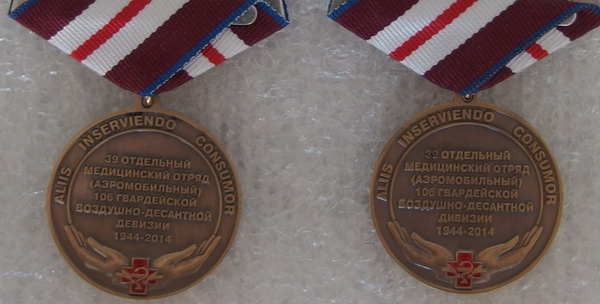 ALIIS INSERVIENDO CONSUMOR
39 ОТДЕЛЬНЫЙ
МЕДИЦИНСКИЙ ОТРЯД
(АЭРОМОБИЛЬНЫЙ)
106 ГВАРДЕЙСКОЙ
ВОЗДУШНО-ДЕСАНТНОЙ
ДЕВИЗИИ
1944-2014
ALIIS INSERVIENDO CONSUMOR
39 ОТДЕЛЬНЫЙ
МЕДИЦИНСКИЙ ОТРЯД
(АЭРОМОБИЛЬНЫЙ)
106 ГВАРДЕЙСКОЙ
ВОЗДУШНО-ДЕСАНТНОЙ
ДИВИЗИИ
1944-2014